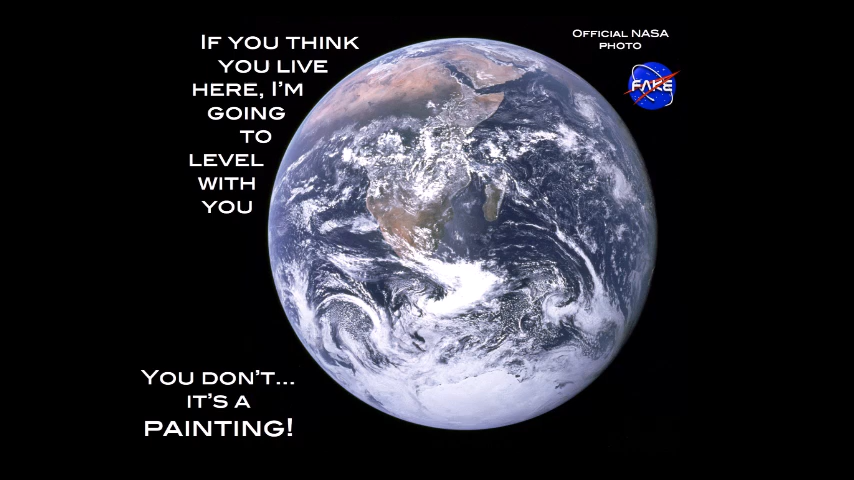 If you think
you live
here, I'm
going
to
level
with
you
Official NASA
photo
FAKE
You don't...
it's a
painting!